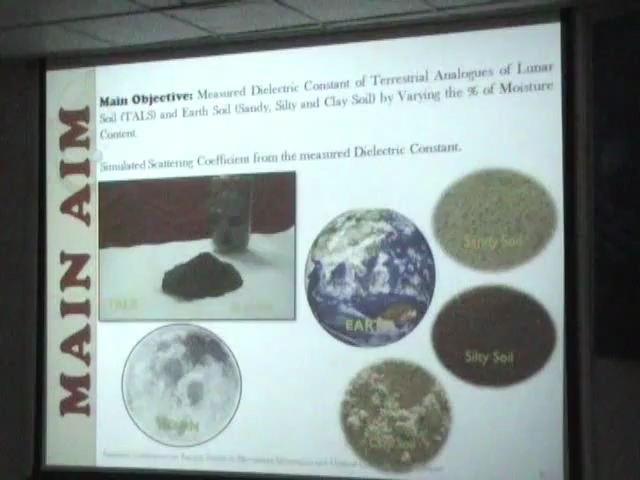 MAIN AIM
Main Objective: Measured Dielectric Constant of Terrestrial Analogues of Lunar
Soil (TALS) and Earth Soil (Sandy, Silty and Clay Soil) by Varying the % of Moisture
Content.
Simulated Scattering Coefficient from the measured Dielectric Constant.
Sandy Soil
TALS
EARTH
Silty Soil
MOON